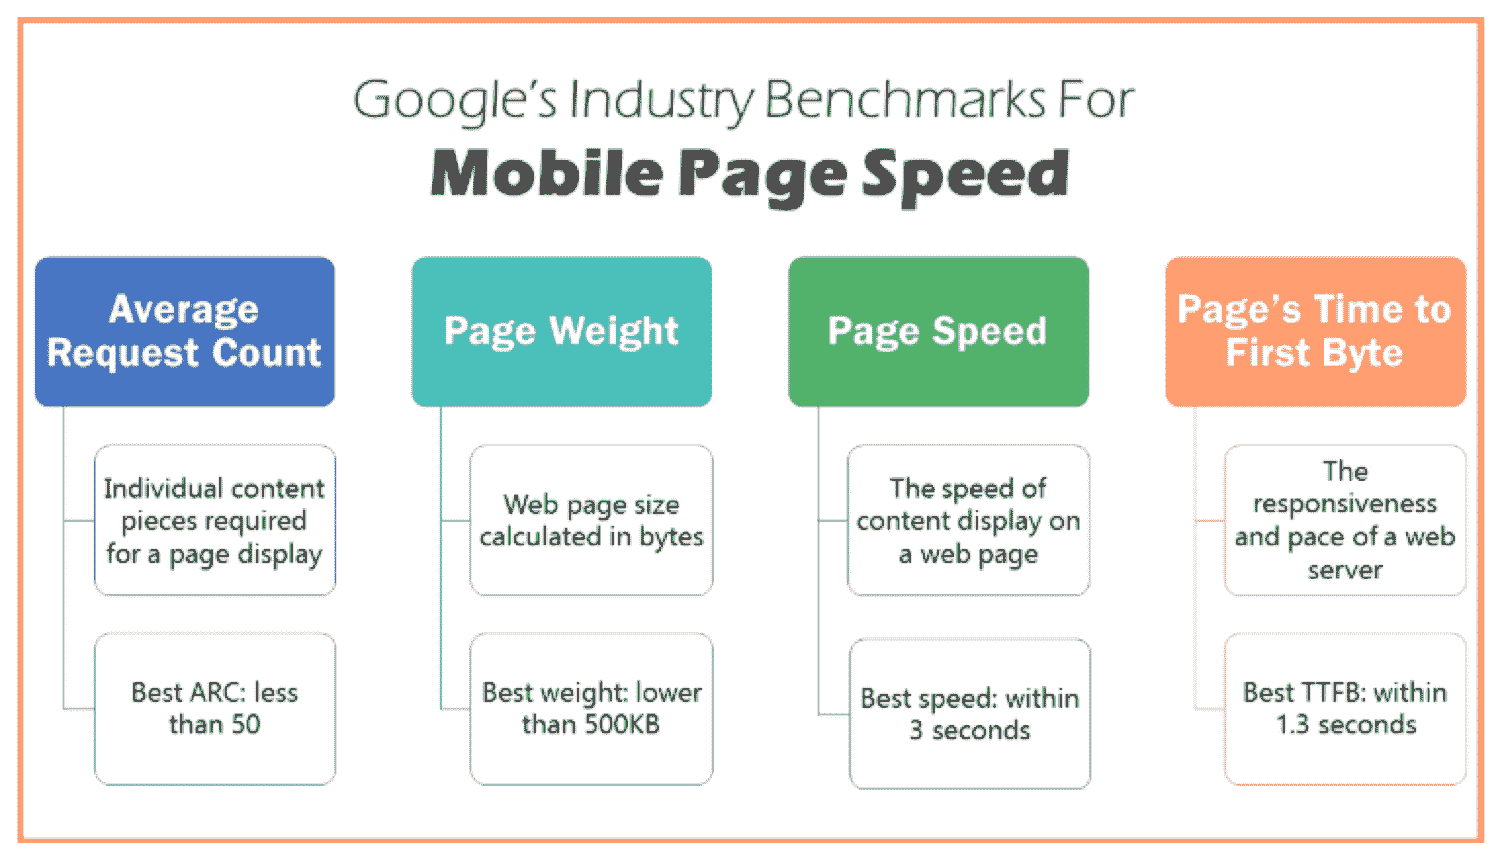 Google's Industry Benchmarks For
Mobile Page Speed
Average
Request Count
Individual content
pieces required
for a page display
Best ARC: less
than 50
Page Weight
Web page size
calculated in bytes
Best weight: lower
than 500KB
Page Speed
The speed of
content display on
a web page
Best speed: within
3 seconds
Page's Time to
First Byte
The
responsiveness
and pace of a web
server
Best TTFB: within
1.3 seconds